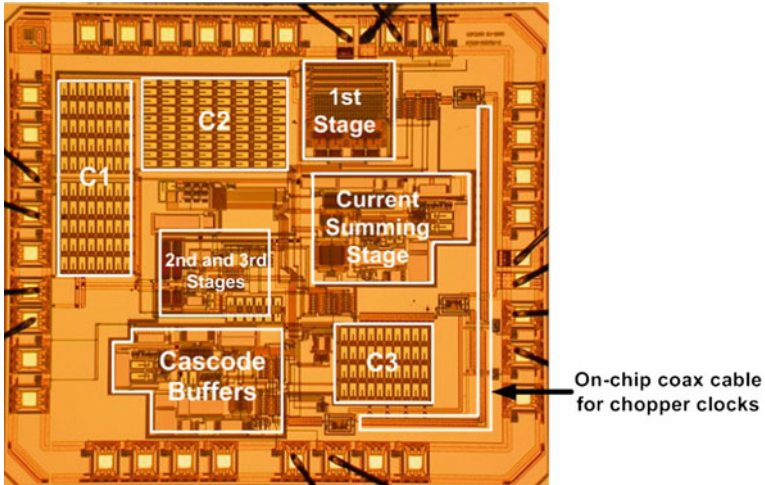 C2
1st
Stage
C1
Current
Summing
Stage
2nd and 3rd
Stages
C3
Cascode
Buffers
On-chip coax cable
for chopper clocks